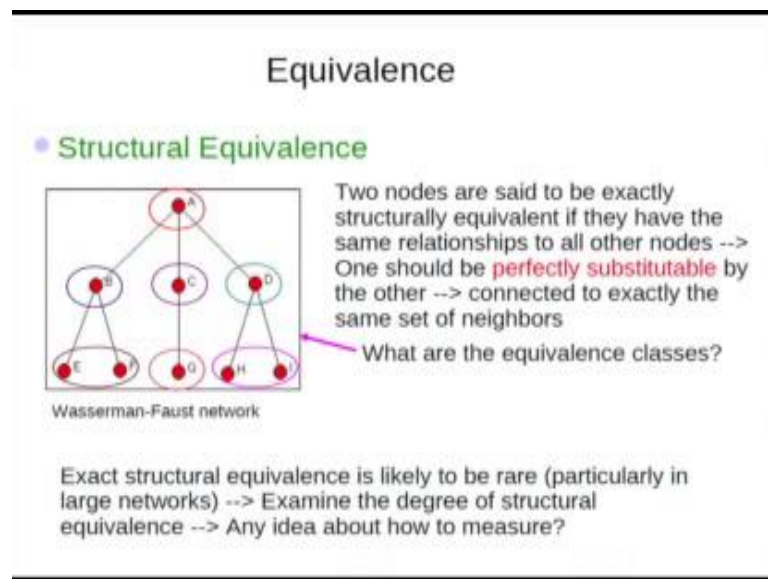 Equivalence
Structural Equivalence
A
B
C
D
E
F
G
H
I
Wasserman-Faust network
Two nodes are said to be exactly
structurally equivalent if they have the
same relationships to all other nodes -->
One should be perfectly substitutable by
the other --> connected to exactly the
same set of neighbors
What are the equivalence classes?
Exact structural equivalence is likely to be rare (particularly in
large networks) --> Examine the degree of structural
equivalence --> Any idea about how to measure?